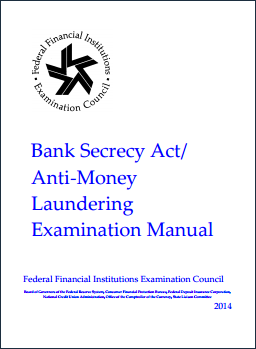 Federal Financial Institutions
Examination Council
Bank Secrecy Act/
Anti-Money
Laundering
Examination Manual
Federal Financial Institutions Examination Council
Board of Governors of the Federal Reserve System, Consumer Financial Protection Bureau, Federal Deposit Insurance Corporation,
National Credit Union Administration, Office of the Comptroller of the Currency, State Liaison Committee
2014